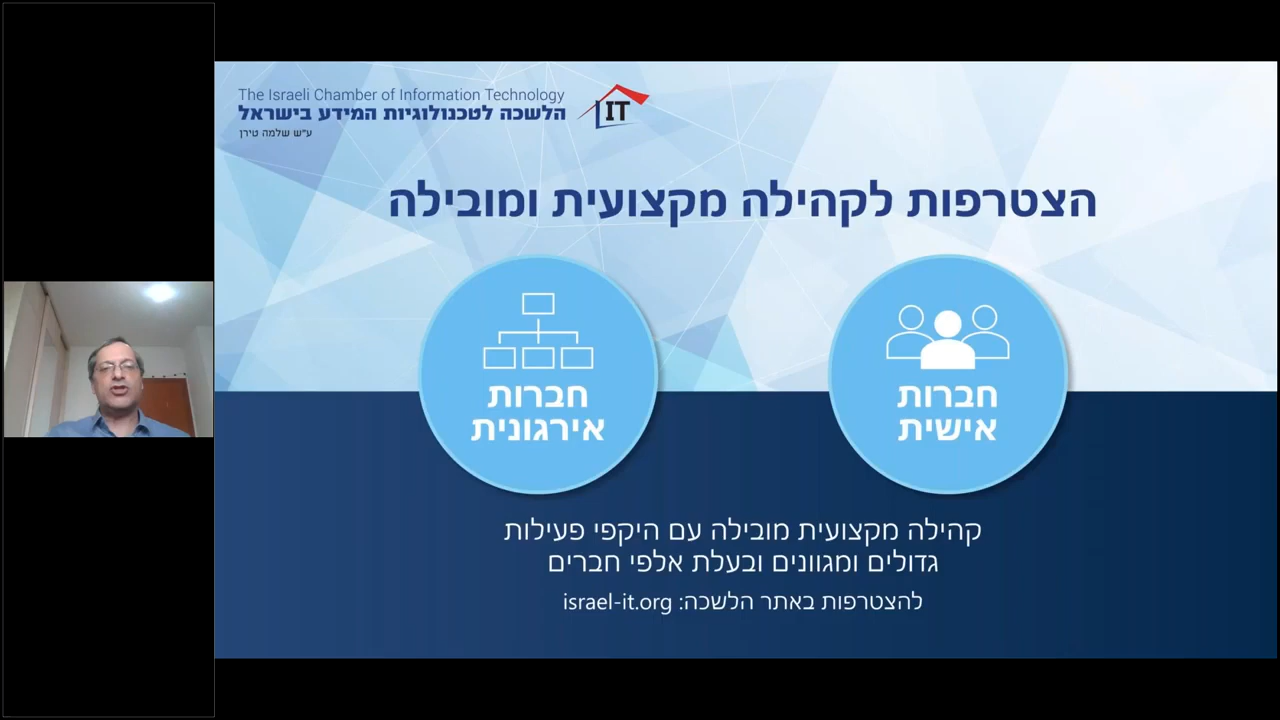 The Israeli Chamber of Information Technology
הלשכה לטכנולוגיות המידע בישראל
ע"ש שלמה טירן
IT
הצטרפות לקהילה מקצועית ומובילה
חברות
אישית
חברות
אירגונית
קהילה מקצועית מובילה עם היקפי פעילות
גדולים ומגוונים ובעלת אלפי חברים
להצטרפות באתר הלשכה: israel-it.org